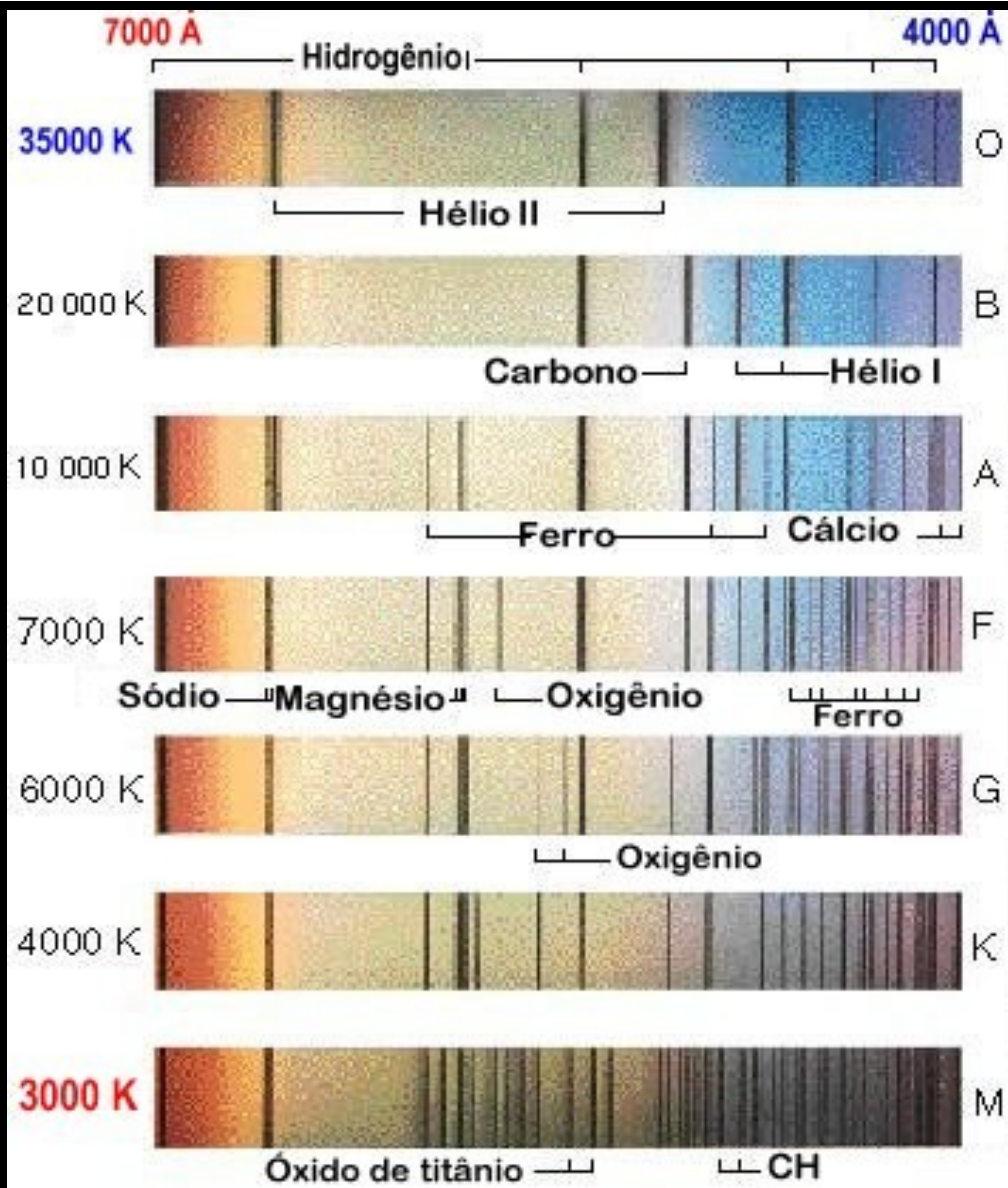 7000 Å 4000 Å
Hidrogênio
35000 K O
Hélio II
20 000 K B
Carbono Hélio I
10 000 K A
Ferro Cálcio
7000 K F
Sódio Magnésio Oxigênio
Ferro
6000 K G
Oxigênio
4000 K K
3000 K M
Óxido de titânio CH